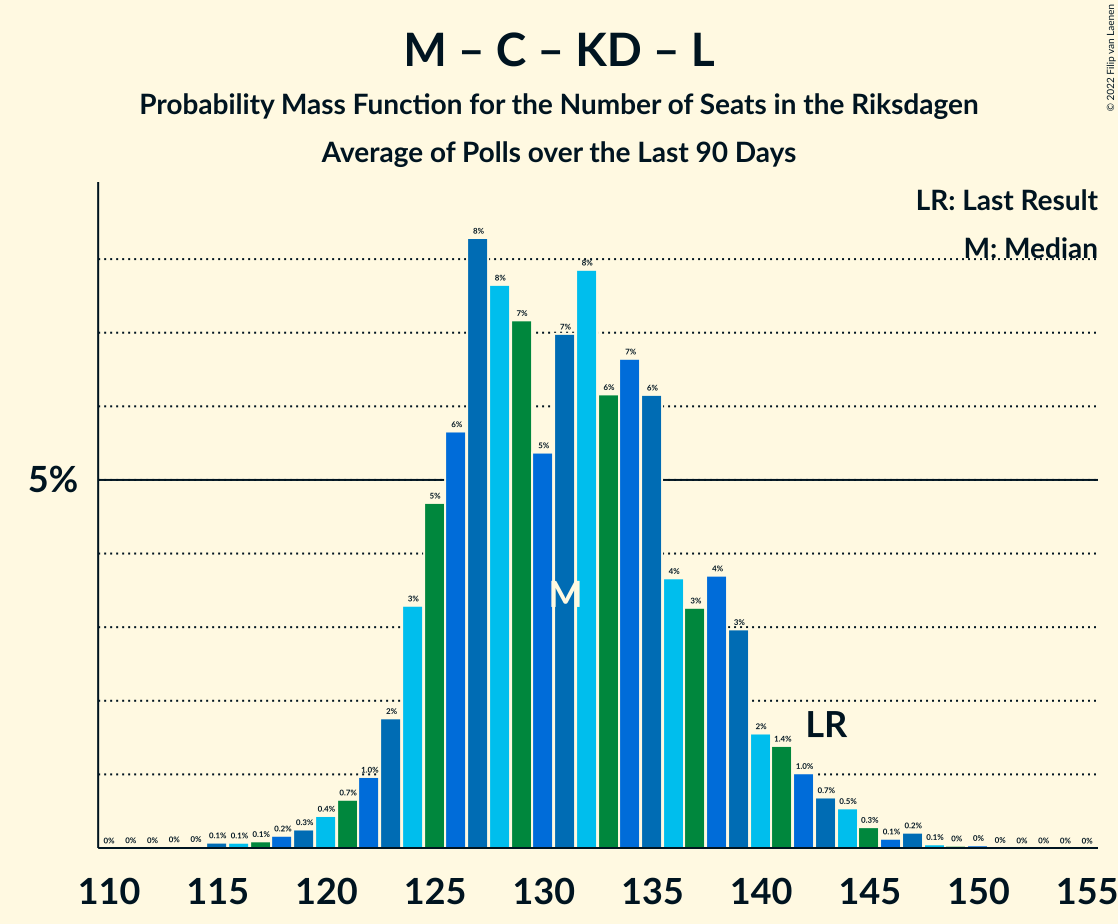 M – C – KD – L
Probability Mass Function for the Number of Seats in the Riksdagen
Average of Polls over the Last 90 Days
© 2022 Filip van Laenen
LR: Last Result
M: Median
5%
0% 0% 0% 0% 0% 0.1% 0.1% 0.1% 0.2% 0.3% 0.4% 0.7% 1.0% 2% 3% 5% 6% 8% 8% 7% 5% 7% 8% 6% 7% 6% 4% 3% 4% 3% 2% 1.4% 1.0% 0.7% 0.5% 0.3% 0.1% 0.2% 0.1% 0% 0% 0% 0% 0% 0% 0%
M
LR
110 115 120 125 130 135 140 145 150 155